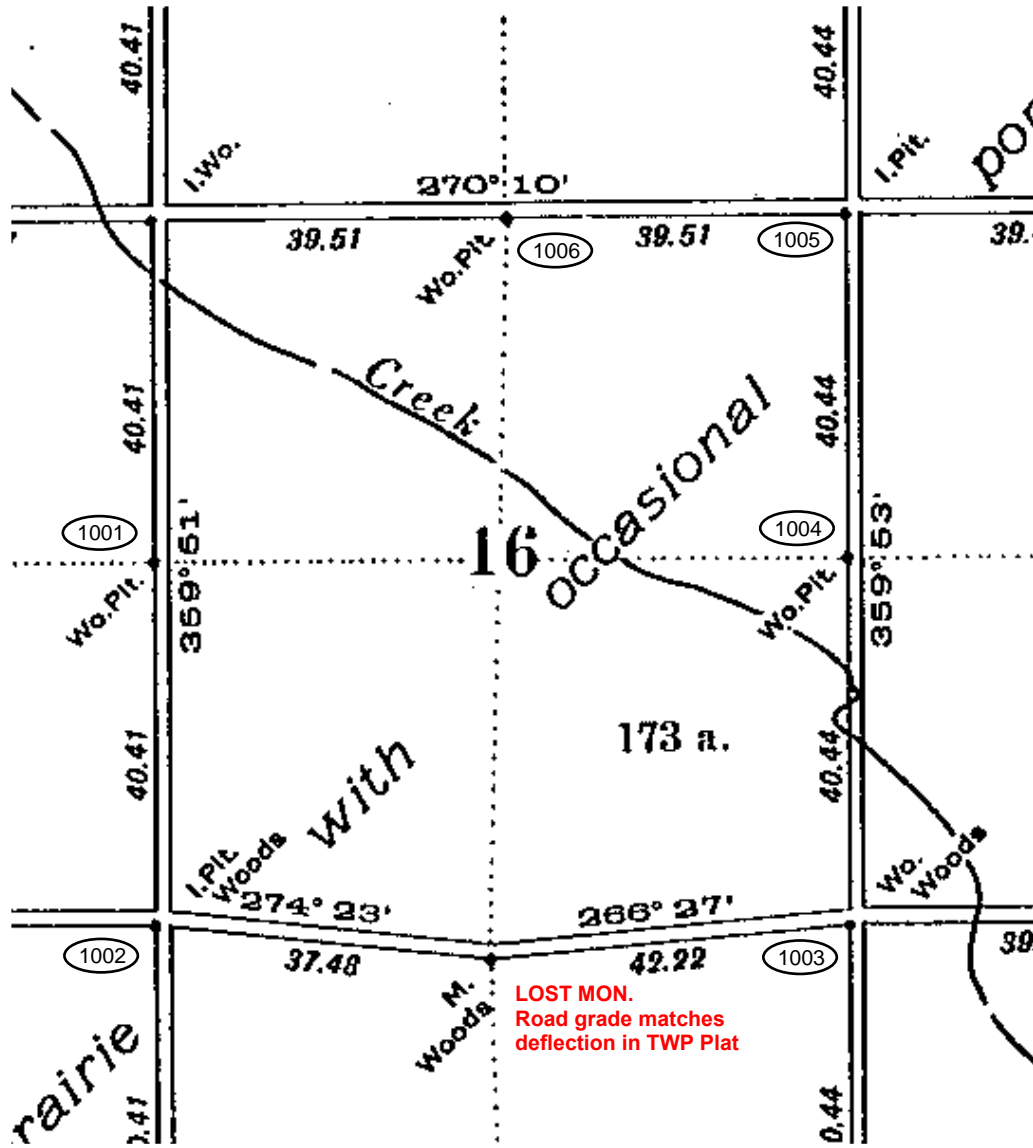 40.41
40.44
I.Wo.
I.Pit.
por
270° 10'
39.51
1006
39.51
1005
39.
Wo.Pit.
Creek
40.41
40.44
occasional
1001
359° 51'
16
1004
359° 53'
Wo.Pit.
Wo.Pit.
173 a.
40.41
40.44
with
I.Pit.
Woods
Wo.
Woods
274° 23'
266° 27'
1002
37.48
42.22
1003
39
M.
Woods
LOST MON.
Road grade matches
deflection in TWP Plat
rairie
0.41
0.44